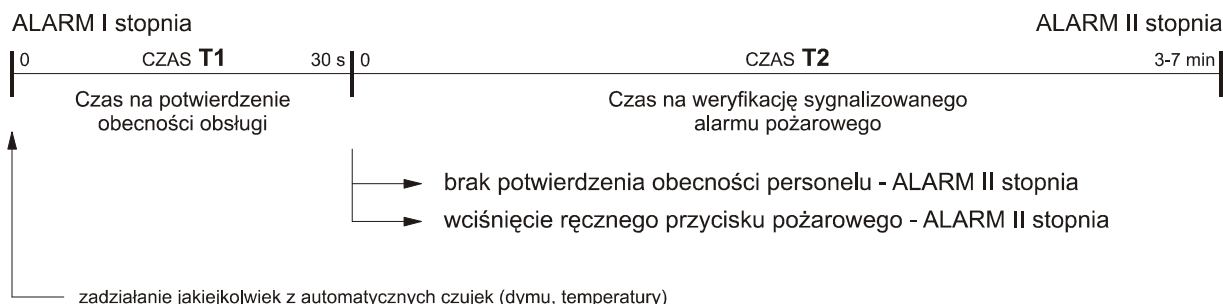 ALARM I stopnia
ALARM II stopnia
0 CZAS T1 30 s 0 CZAS T2 3-7 min
Czas na potwierdzenie
obecności obsługi
Czas na weryfikację sygnalizowanego
alarmu pożarowego
brak potwierdzenia obecności personelu - ALARM II stopnia
wciśnięcie ręcznego przycisku pożarowego - ALARM II stopnia
zadziałanie jakiejkolwiek z automatycznych czujek (dymu, temperatury)